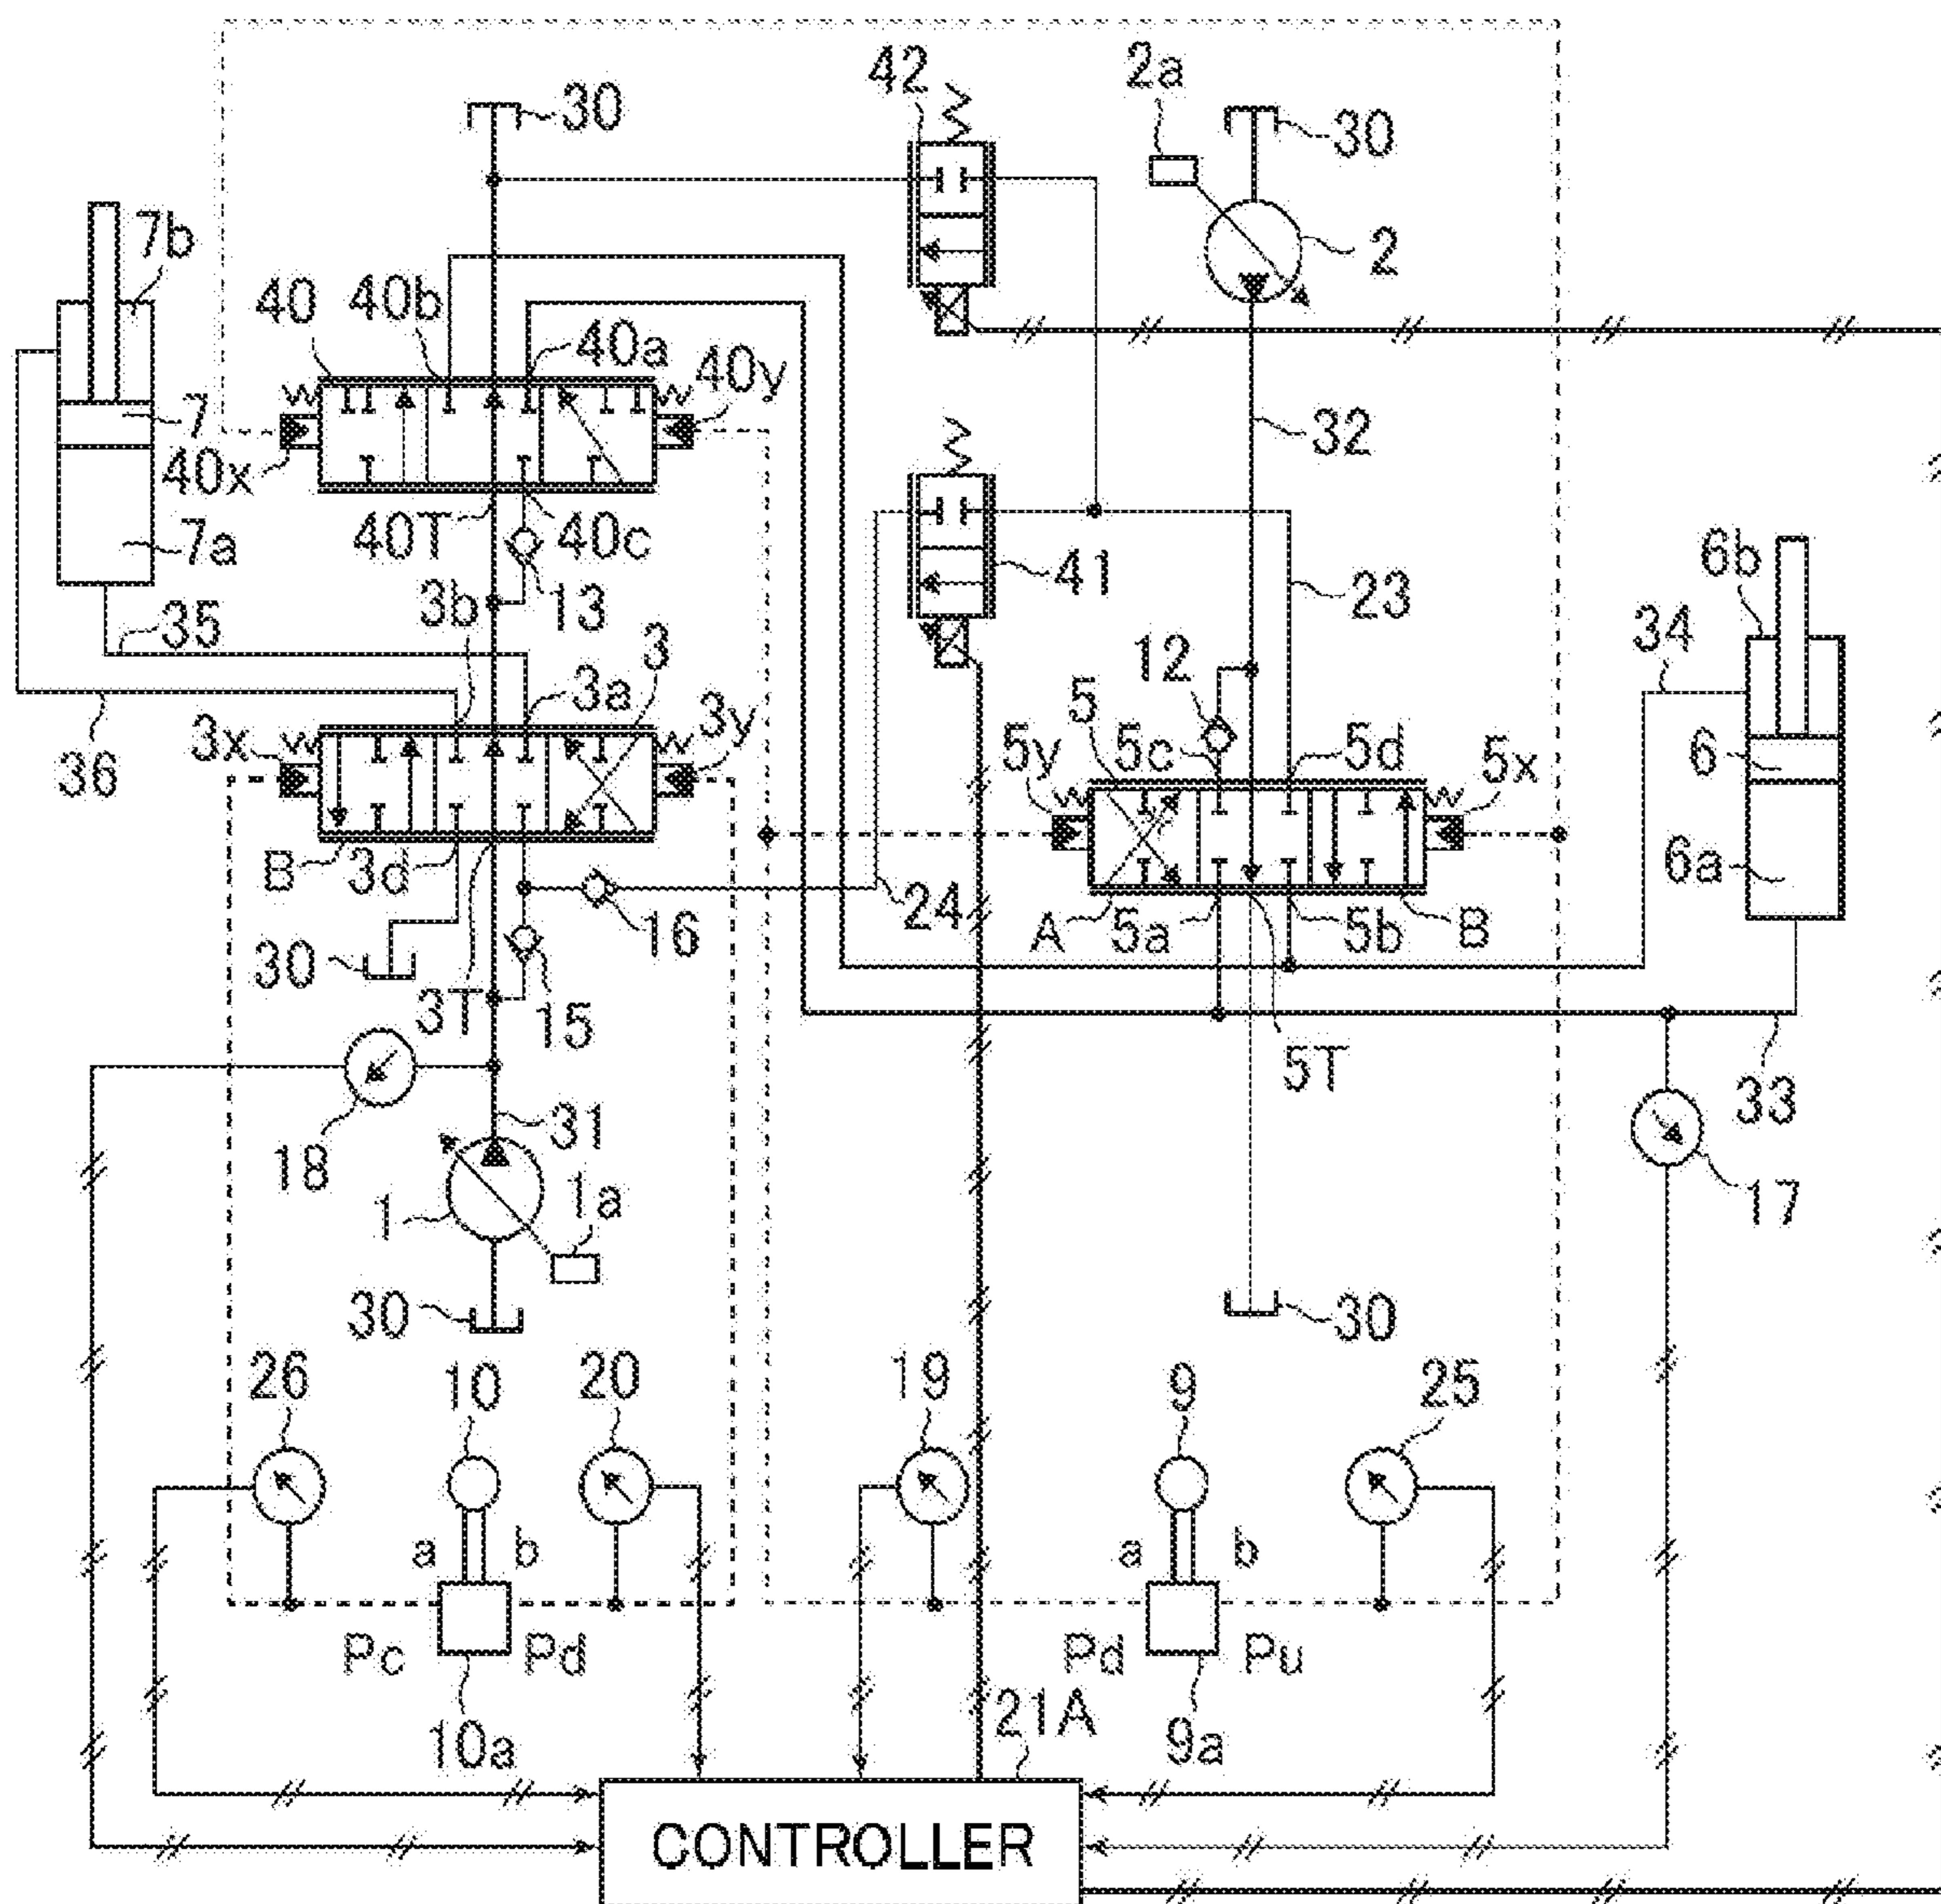 42
2a
30
30
7b
2
40
40b
40a
40y
7
32
40x
40T
40c
7a
6b
41
3b
13
23
35
34
3
12
3a
5
3x
3y
5y
5c
5d
5x
36
6
B
3d
6a
24
A
5a
5b
B
16
30
3T
15
5T
33
31
18
17
1
1a
30
30
26
10
20
19
9
25
a
b
a
b
Pc
Pd
Pd
Pu
21A
10a
9a
CONTROLLER